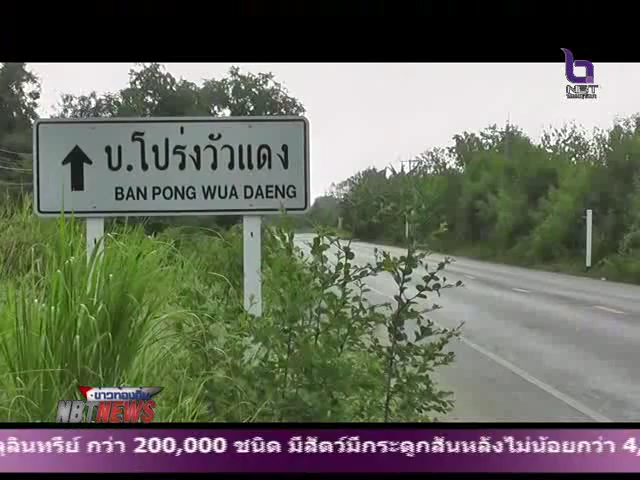 NBT
บ.โป่งวัวแดง
BAN PONG WUA DAENG
ข่าวท้องถิ่น
NBT NEWS
ุลินทรีย์ กว่า 200,000 ชนิด มีสัตว์มีกระดูกสันหลังไม่น้อยกว่า 4,